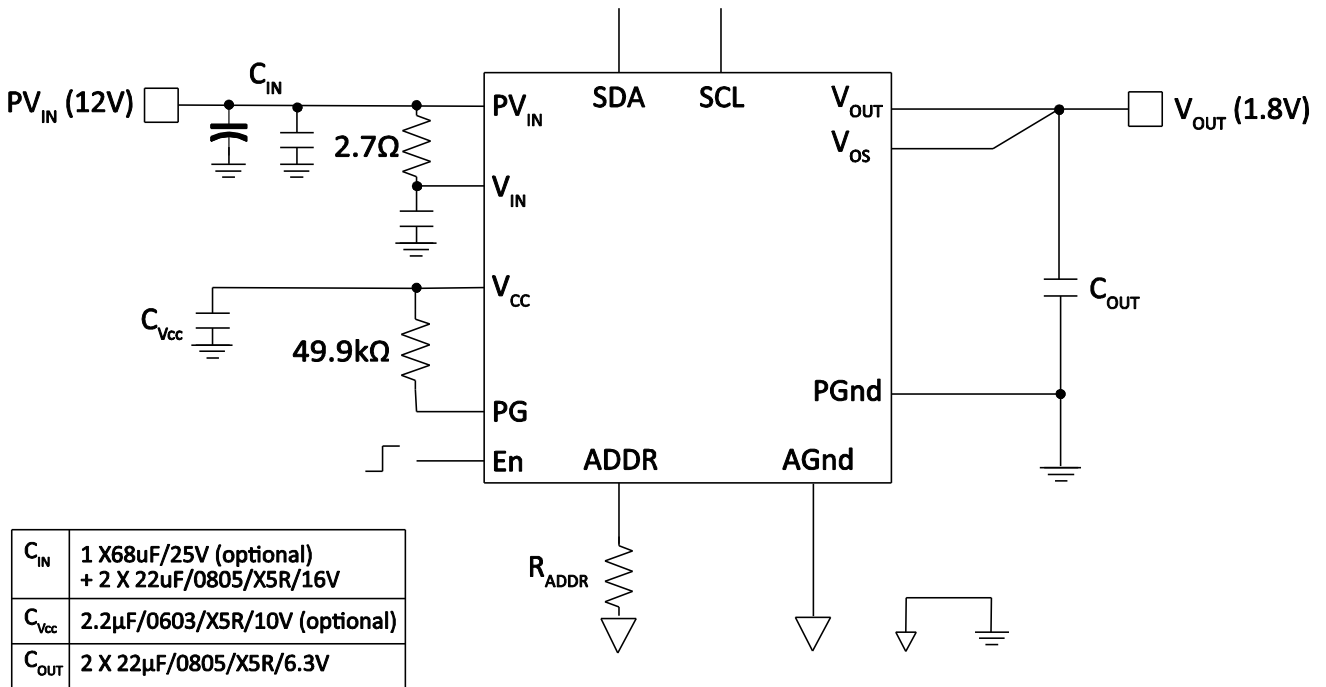 C_IN
PV_IN (12V)
PV_IN
SDA
SCL
V_OUT
V_OUT (1.8V)
2.7Ω
V_OS
V_IN
V_CC
C_OUT
C_Vcc
49.9kΩ
PGnd
PG
En
ADDR
AGnd
R_ADDR
C_IN 1 X68uF/25V (optional)
+ 2 X 22uF/0805/X5R/16V
C_Vcc 2.2µF/0603/X5R/10V (optional)
C_OUT 2 X 22µF/0805/X5R/6.3V